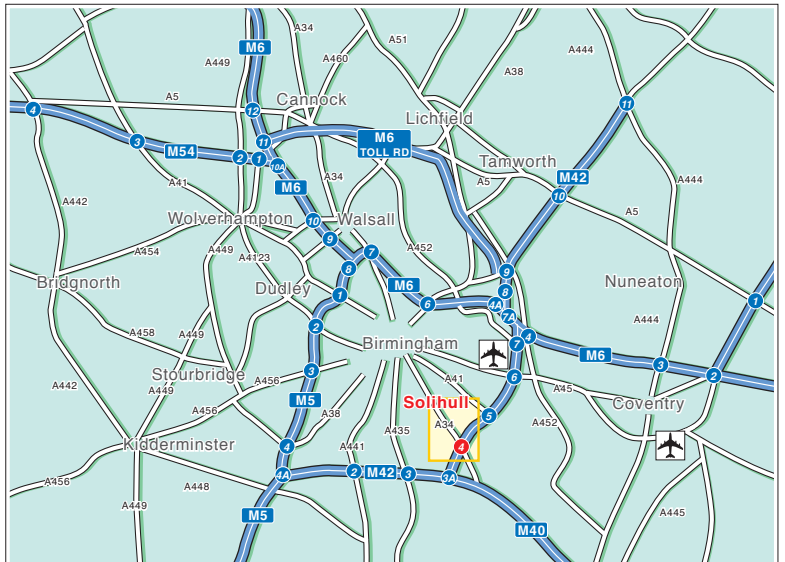 A34
A51
A444
M6
A449
A460
A38
A5
Cannock
4
12
11
Lichfield
11
M6
TOLL RD
3
M54
2
1
10A
Tamworth
M42
A34
A5
A444
A41
M6
10
A442
Wolverhampton
10
Walsall
A5
9
A454
A449
A4123
A452
7
8
9
Bridgnorth
Dudley
M6
Nuneaton
8
1
6
4A
1
7A
A444
2
A458
A449
Birmingham
7
4
M6
3
Stourbridge
3
A456
A41
6
2
A442
A449
A45
Solihull
Coventry
M5
A456
A38
5
A34
A452
A435
Kidderminster
4
A441
4
4A
2
M42
3
3A
A456
A448
A449
M5
A445
M40